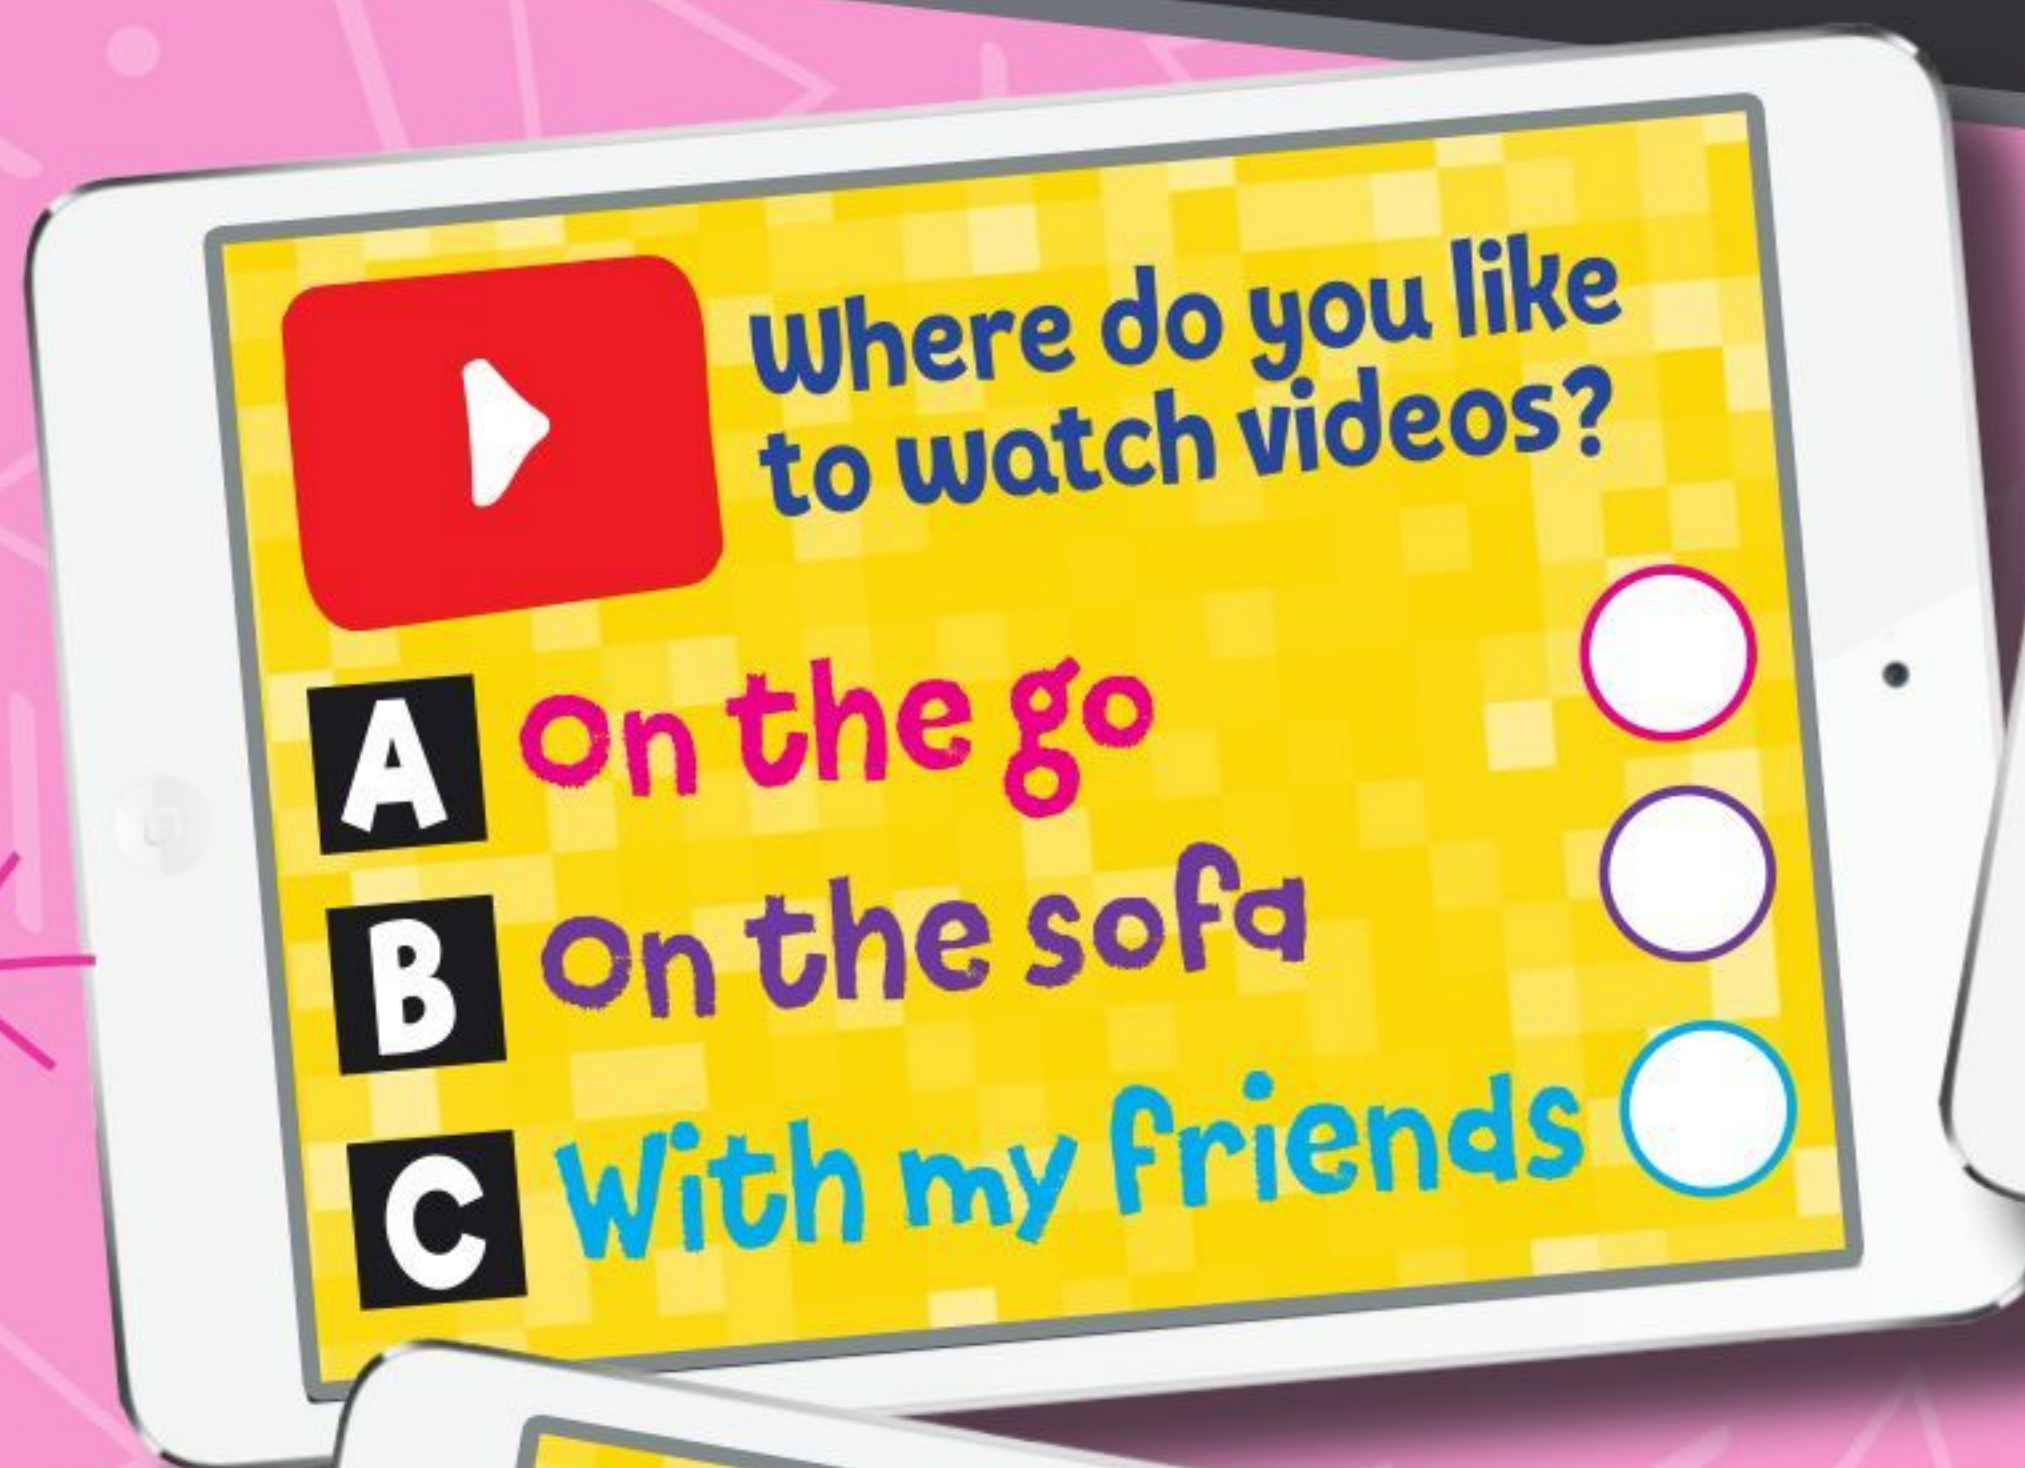 Where do you like
to watch videos?
A On the go
B On the sofa
C With my friends